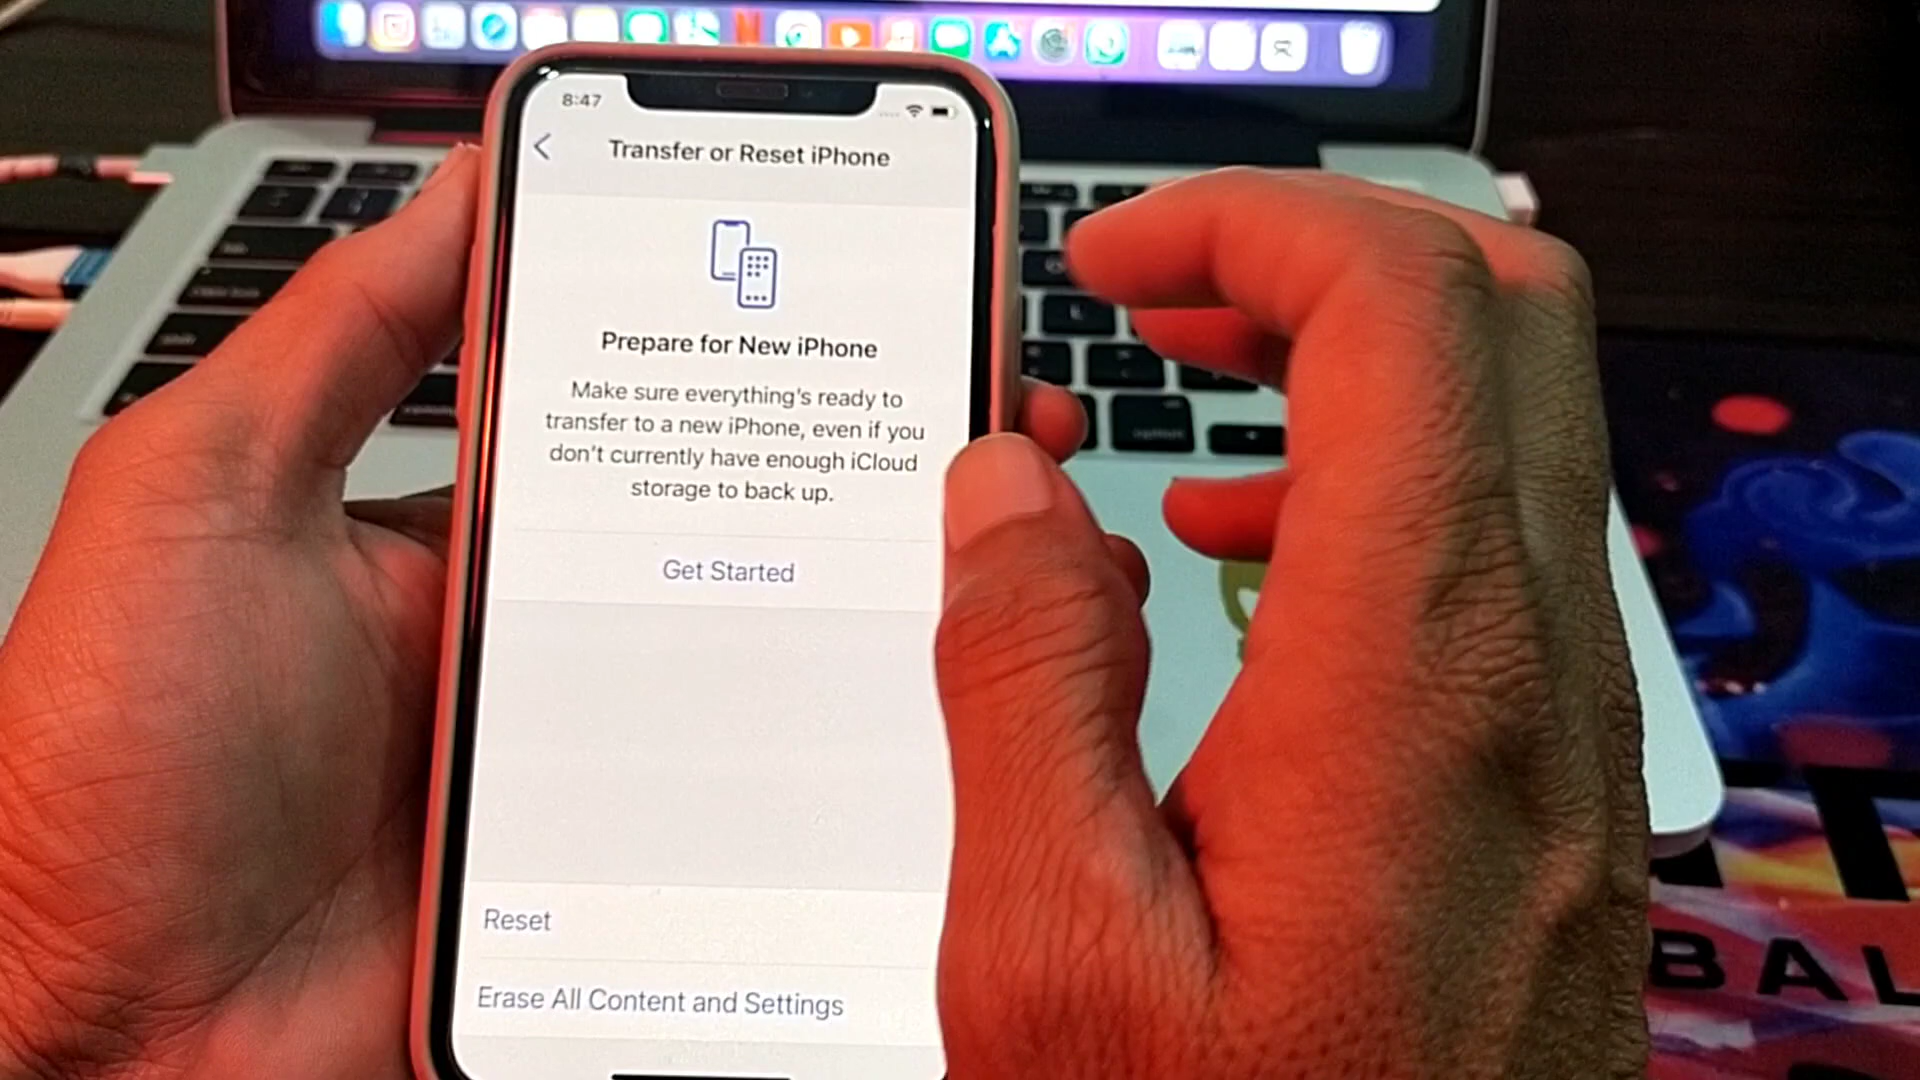 8:47
Transfer or Reset iPhone
Prepare for New iPhone
Make sure everything's ready to
transfer to a new iPhone, even if you
don't currently have enough iCloud
storage to back up.
Get Started
Reset
Erase All Content and Settings
BAL